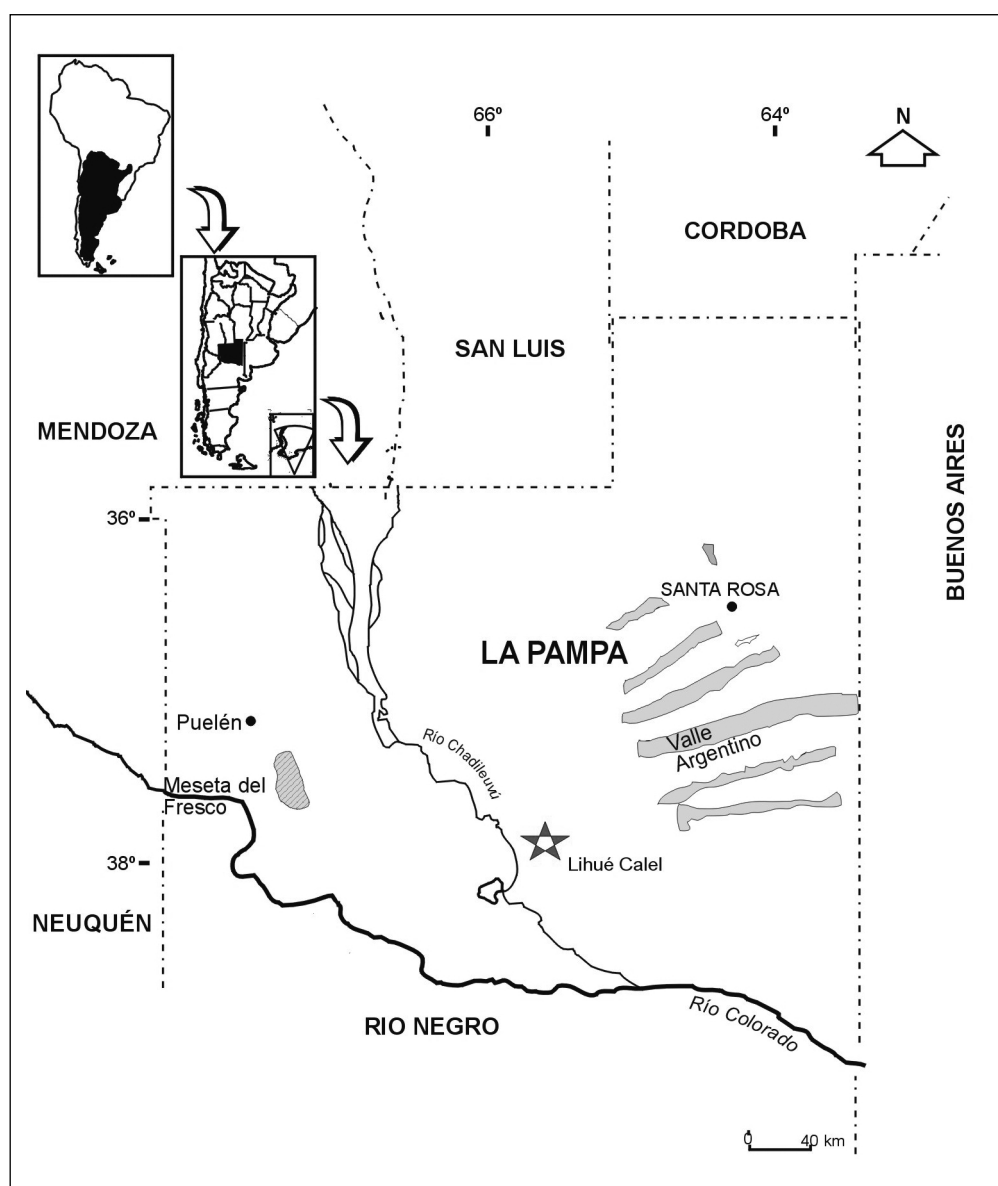 66º
64º
N
CORDOBA
SAN LUIS
MENDOZA
BUENOS AIRES
36º
SANTA ROSA
LA PAMPA
Puelén
Río Chadileuvú
Valle
Argentino
Meseta del
Fresco
38º
Lihué Calel
NEUQUÉN
RIO NEGRO
Río Colorado
0 40 km